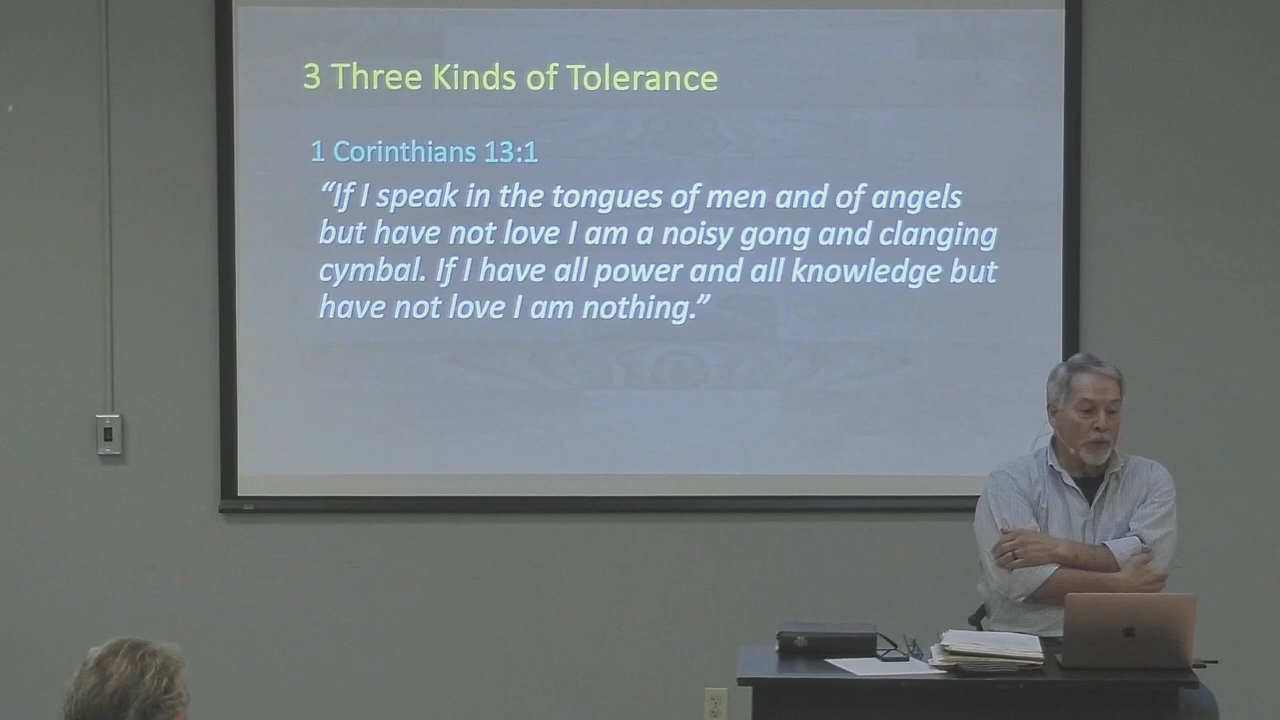 3 Three Kinds of Tolerance
1 Corinthians 13:1
“If I speak in the tongues of men and of angels
but have not love I am a noisy gong and clanging
cymbal. If I have all power and all knowledge but
have not love I am nothing.”